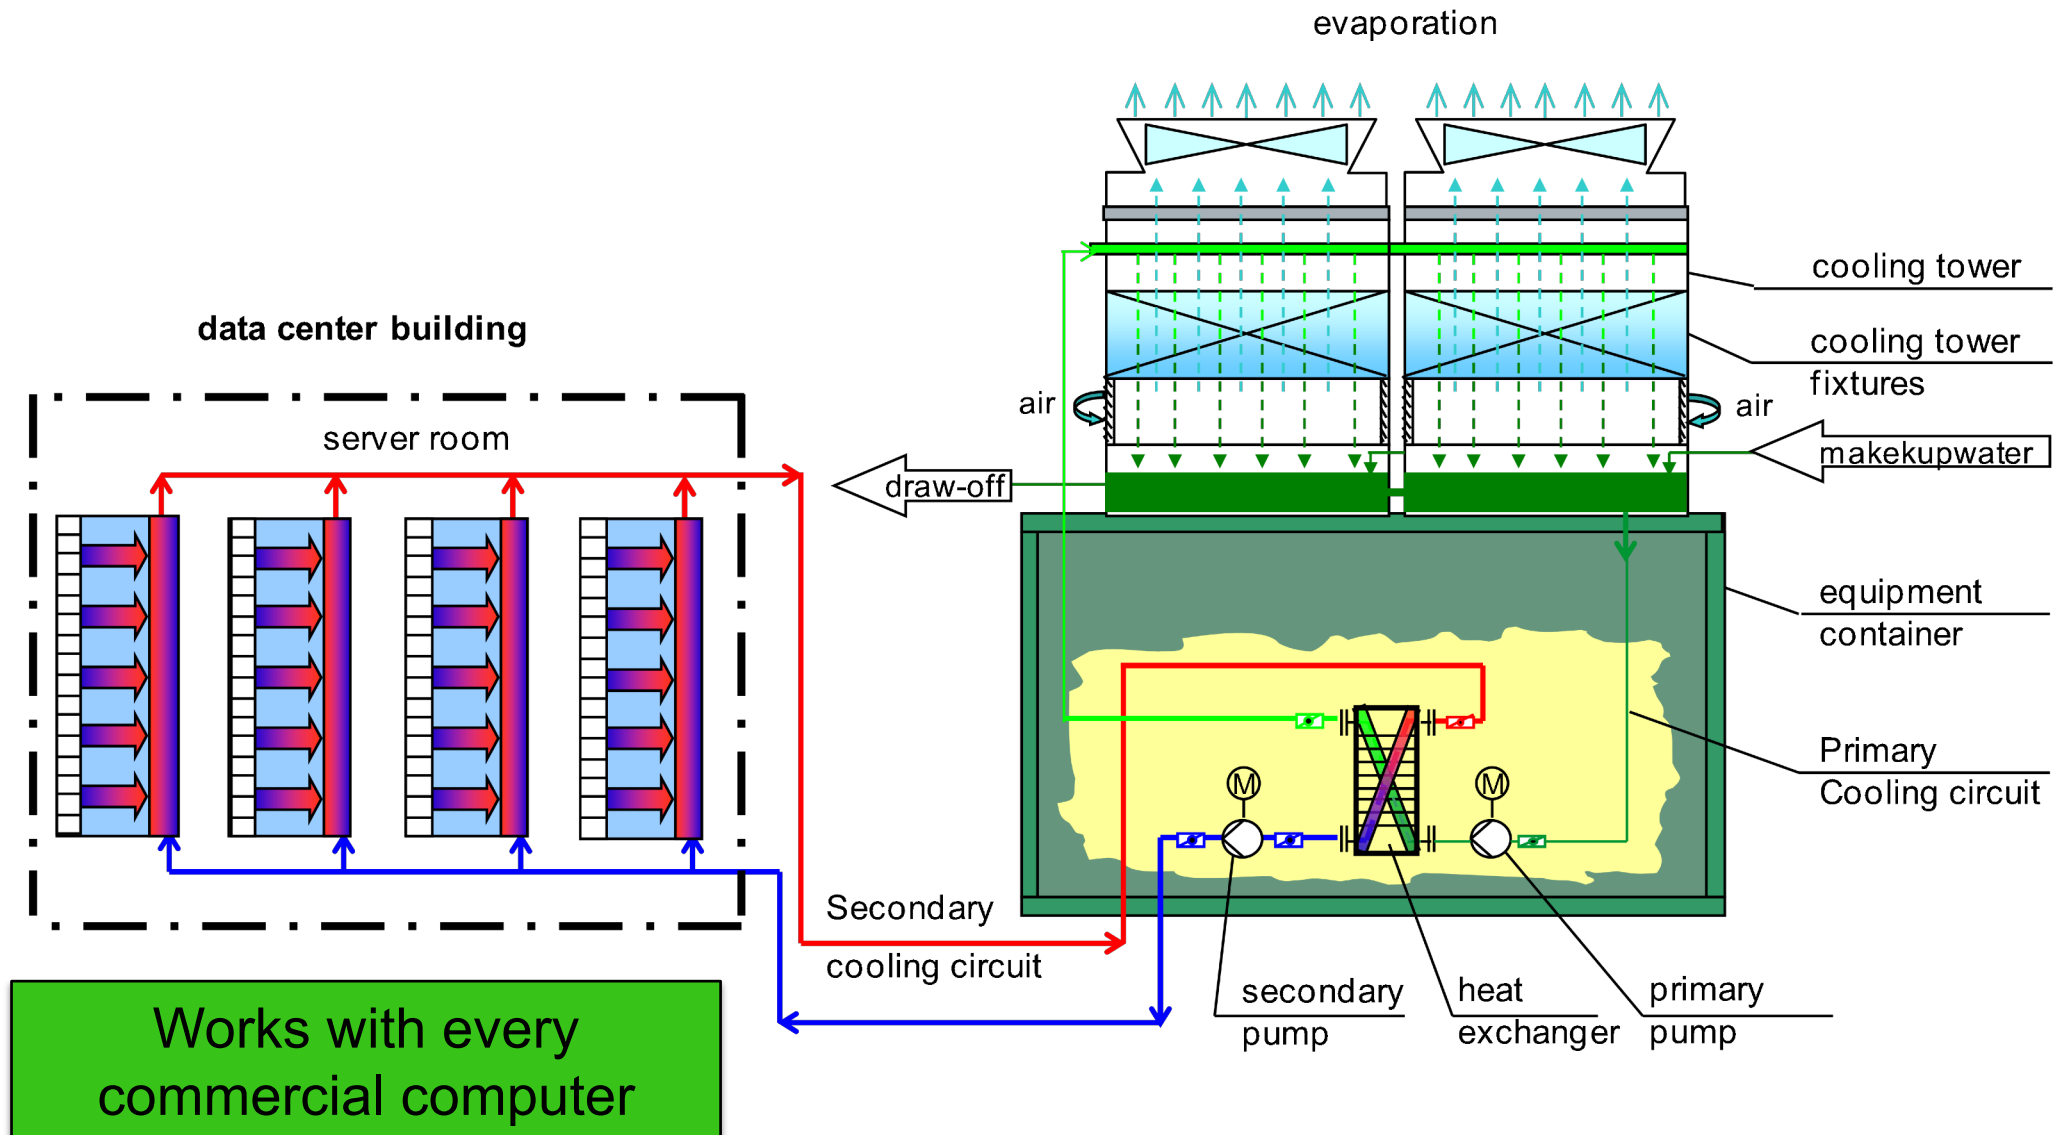 evaporation
cooling tower
cooling tower
fixtures
air
air
makekupwater
draw-off
data center building
server room
equipment
container
Primary
Cooling circuit
M
M
Secondary
cooling circuit
secondary
pump
heat
exchanger
primary
pump
Works with every
commercial computer